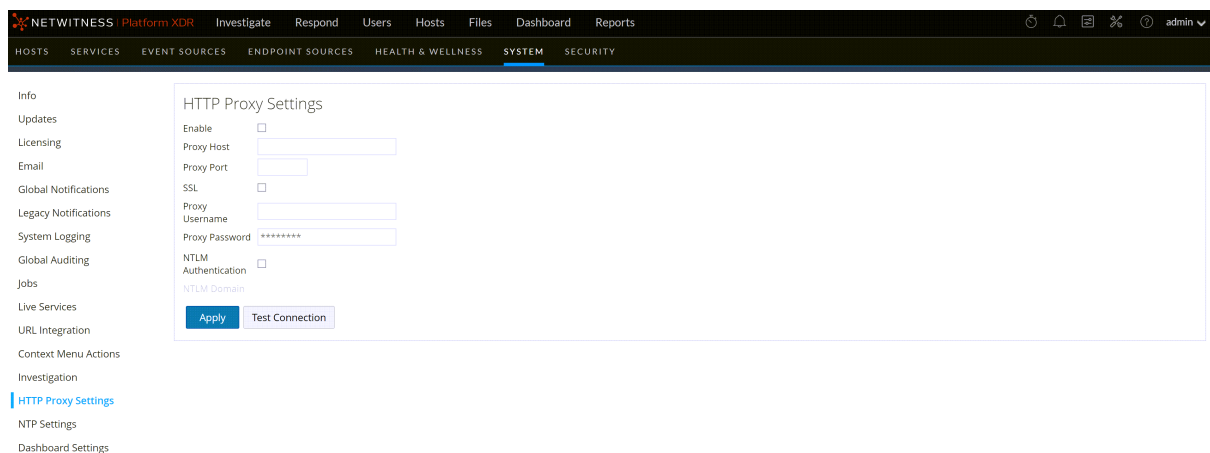 NETWITNESS Platform XDR Investigate Respond Users Hosts Files Dashboard Reports admin
HOSTS SERVICES EVENT SOURCES ENDPOINT SOURCES HEALTH & WELLNESS SYSTEM SECURITY
Info
Updates
Licensing
Email
Global Notifications
Legacy Notifications
System Logging
Global Auditing
Jobs
Live Services
URL Integration
Context Menu Actions
Investigation
HTTP Proxy Settings
NTP Settings
Dashboard Settings
HTTP Proxy Settings
Enable
Proxy Host
Proxy Port
SSL
Proxy
Username
Proxy Password ********
NTLM
Authentication
NTLM Domain
Apply Test Connection